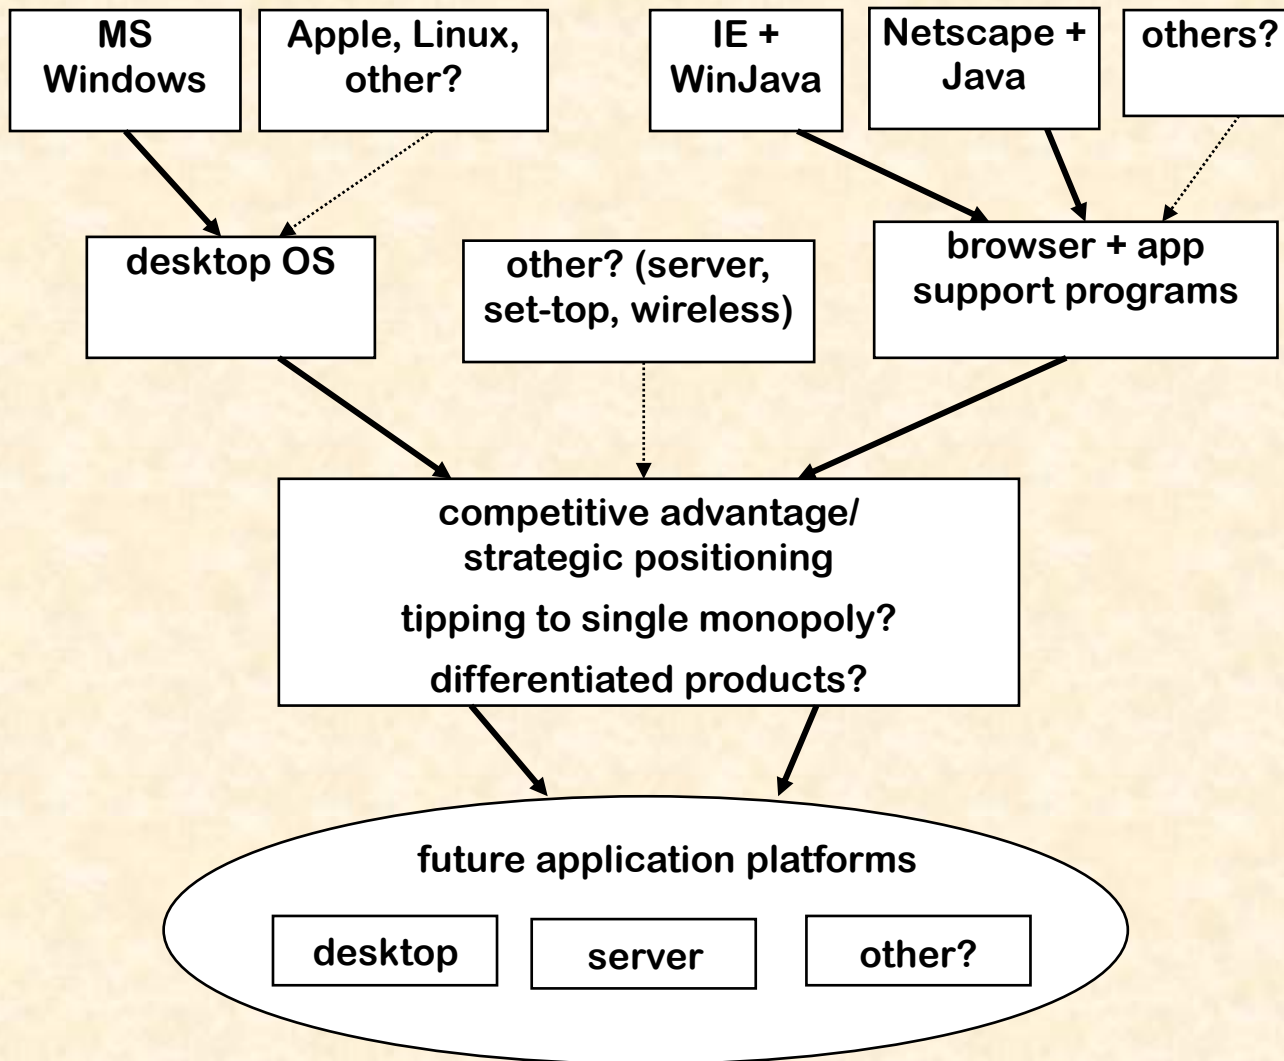 MS
Windows
Apple, Linux,
other?
IE +
WinJava
Netscape +
Java
others?
desktop OS
other? (server,
set-top, wireless)
browser + app
support programs
competitive advantage/
strategic positioning
tipping to single monopoly?
differentiated products?
future application platforms
desktop
server
other?